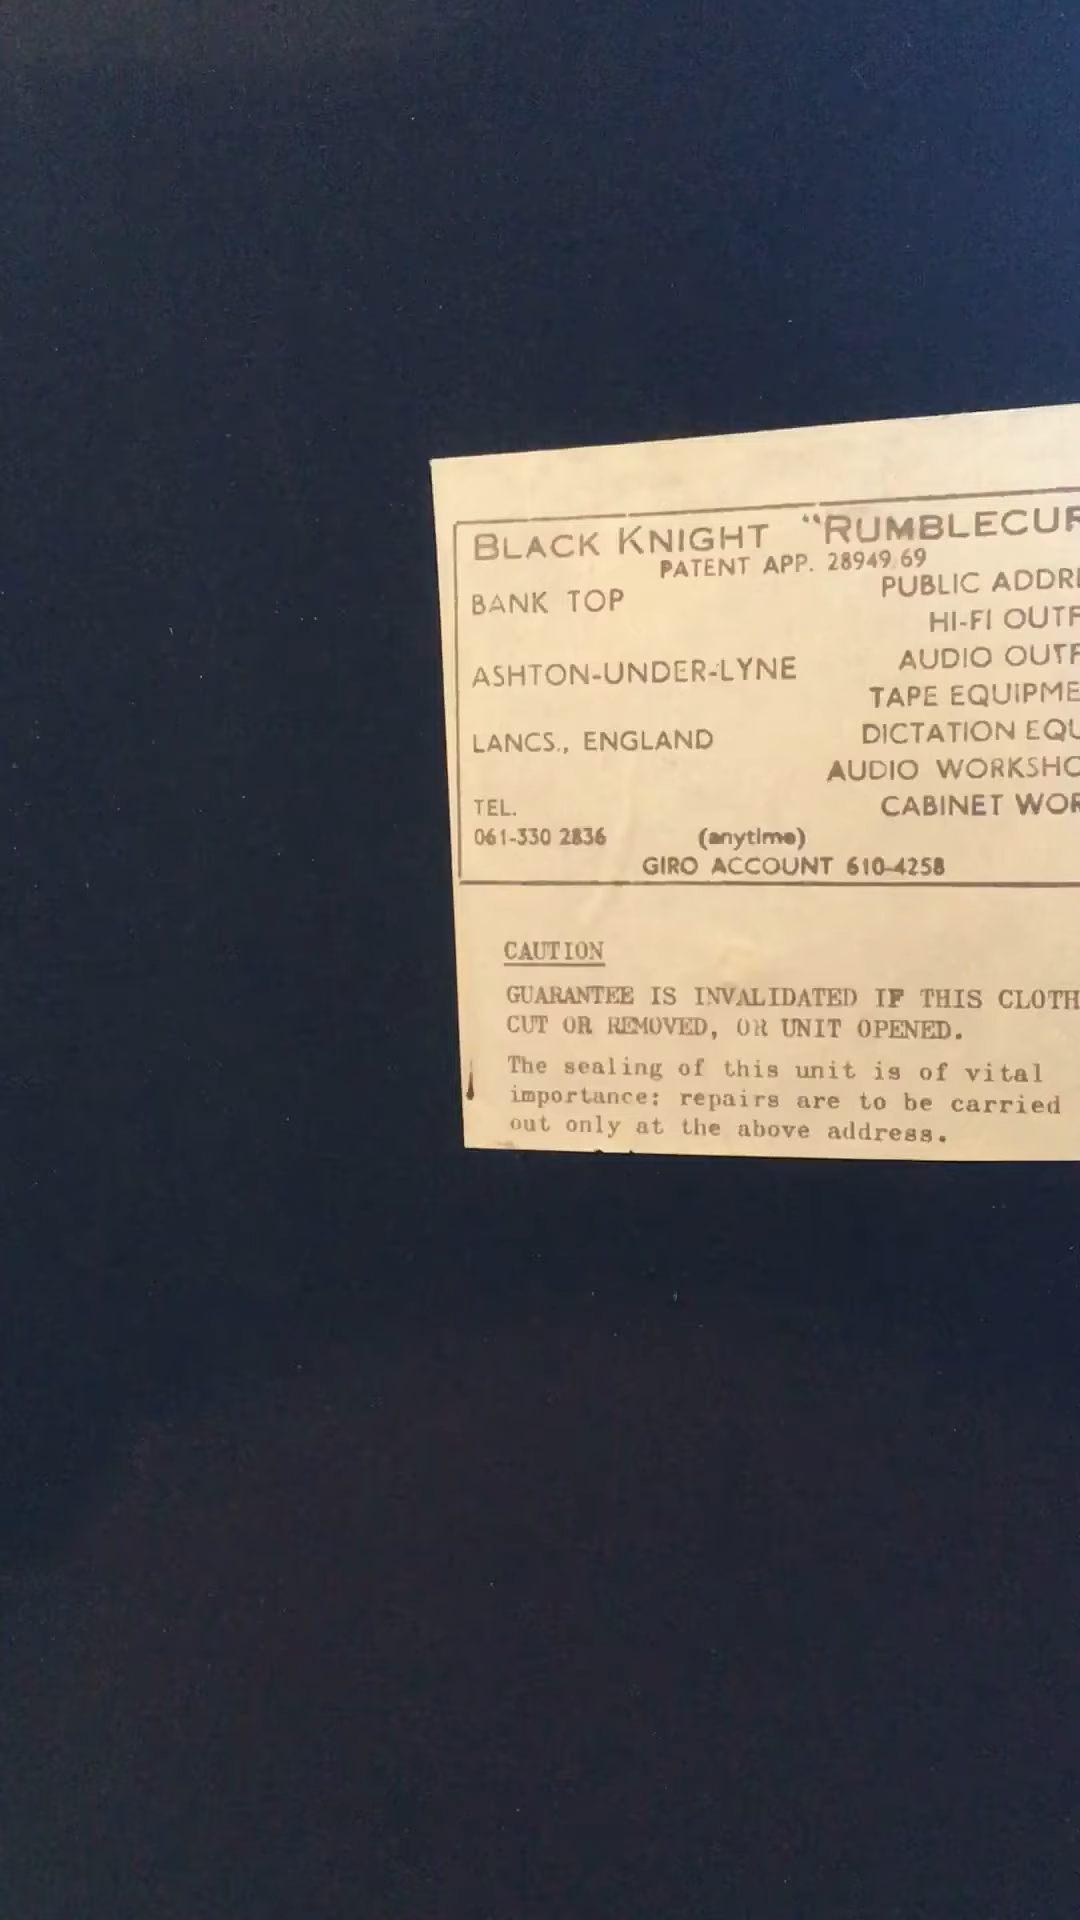 BLACK KNIGHT "RUMBLECUR
PATENT APP. 28949.69
BANK TOP
PUBLIC ADDR
HI-FI OUTF
ASHTON-UNDER-LYNE
AUDIO OUTF
TAPE EQUIPME
LANCS., ENGLAND
DICTATION EQU
AUDIO WORKSHO
TEL.
CABINET WOR
061-330 2836 (anytime)
GIRO ACCOUNT 610-4258
CAUTION
GUARANTEE IS INVALIDATED IF THIS CLOTH
CUT OR REMOVED, OR UNIT OPENED.
The sealing of this unit is of vital
importance: repairs are to be carried
out only at the above address.